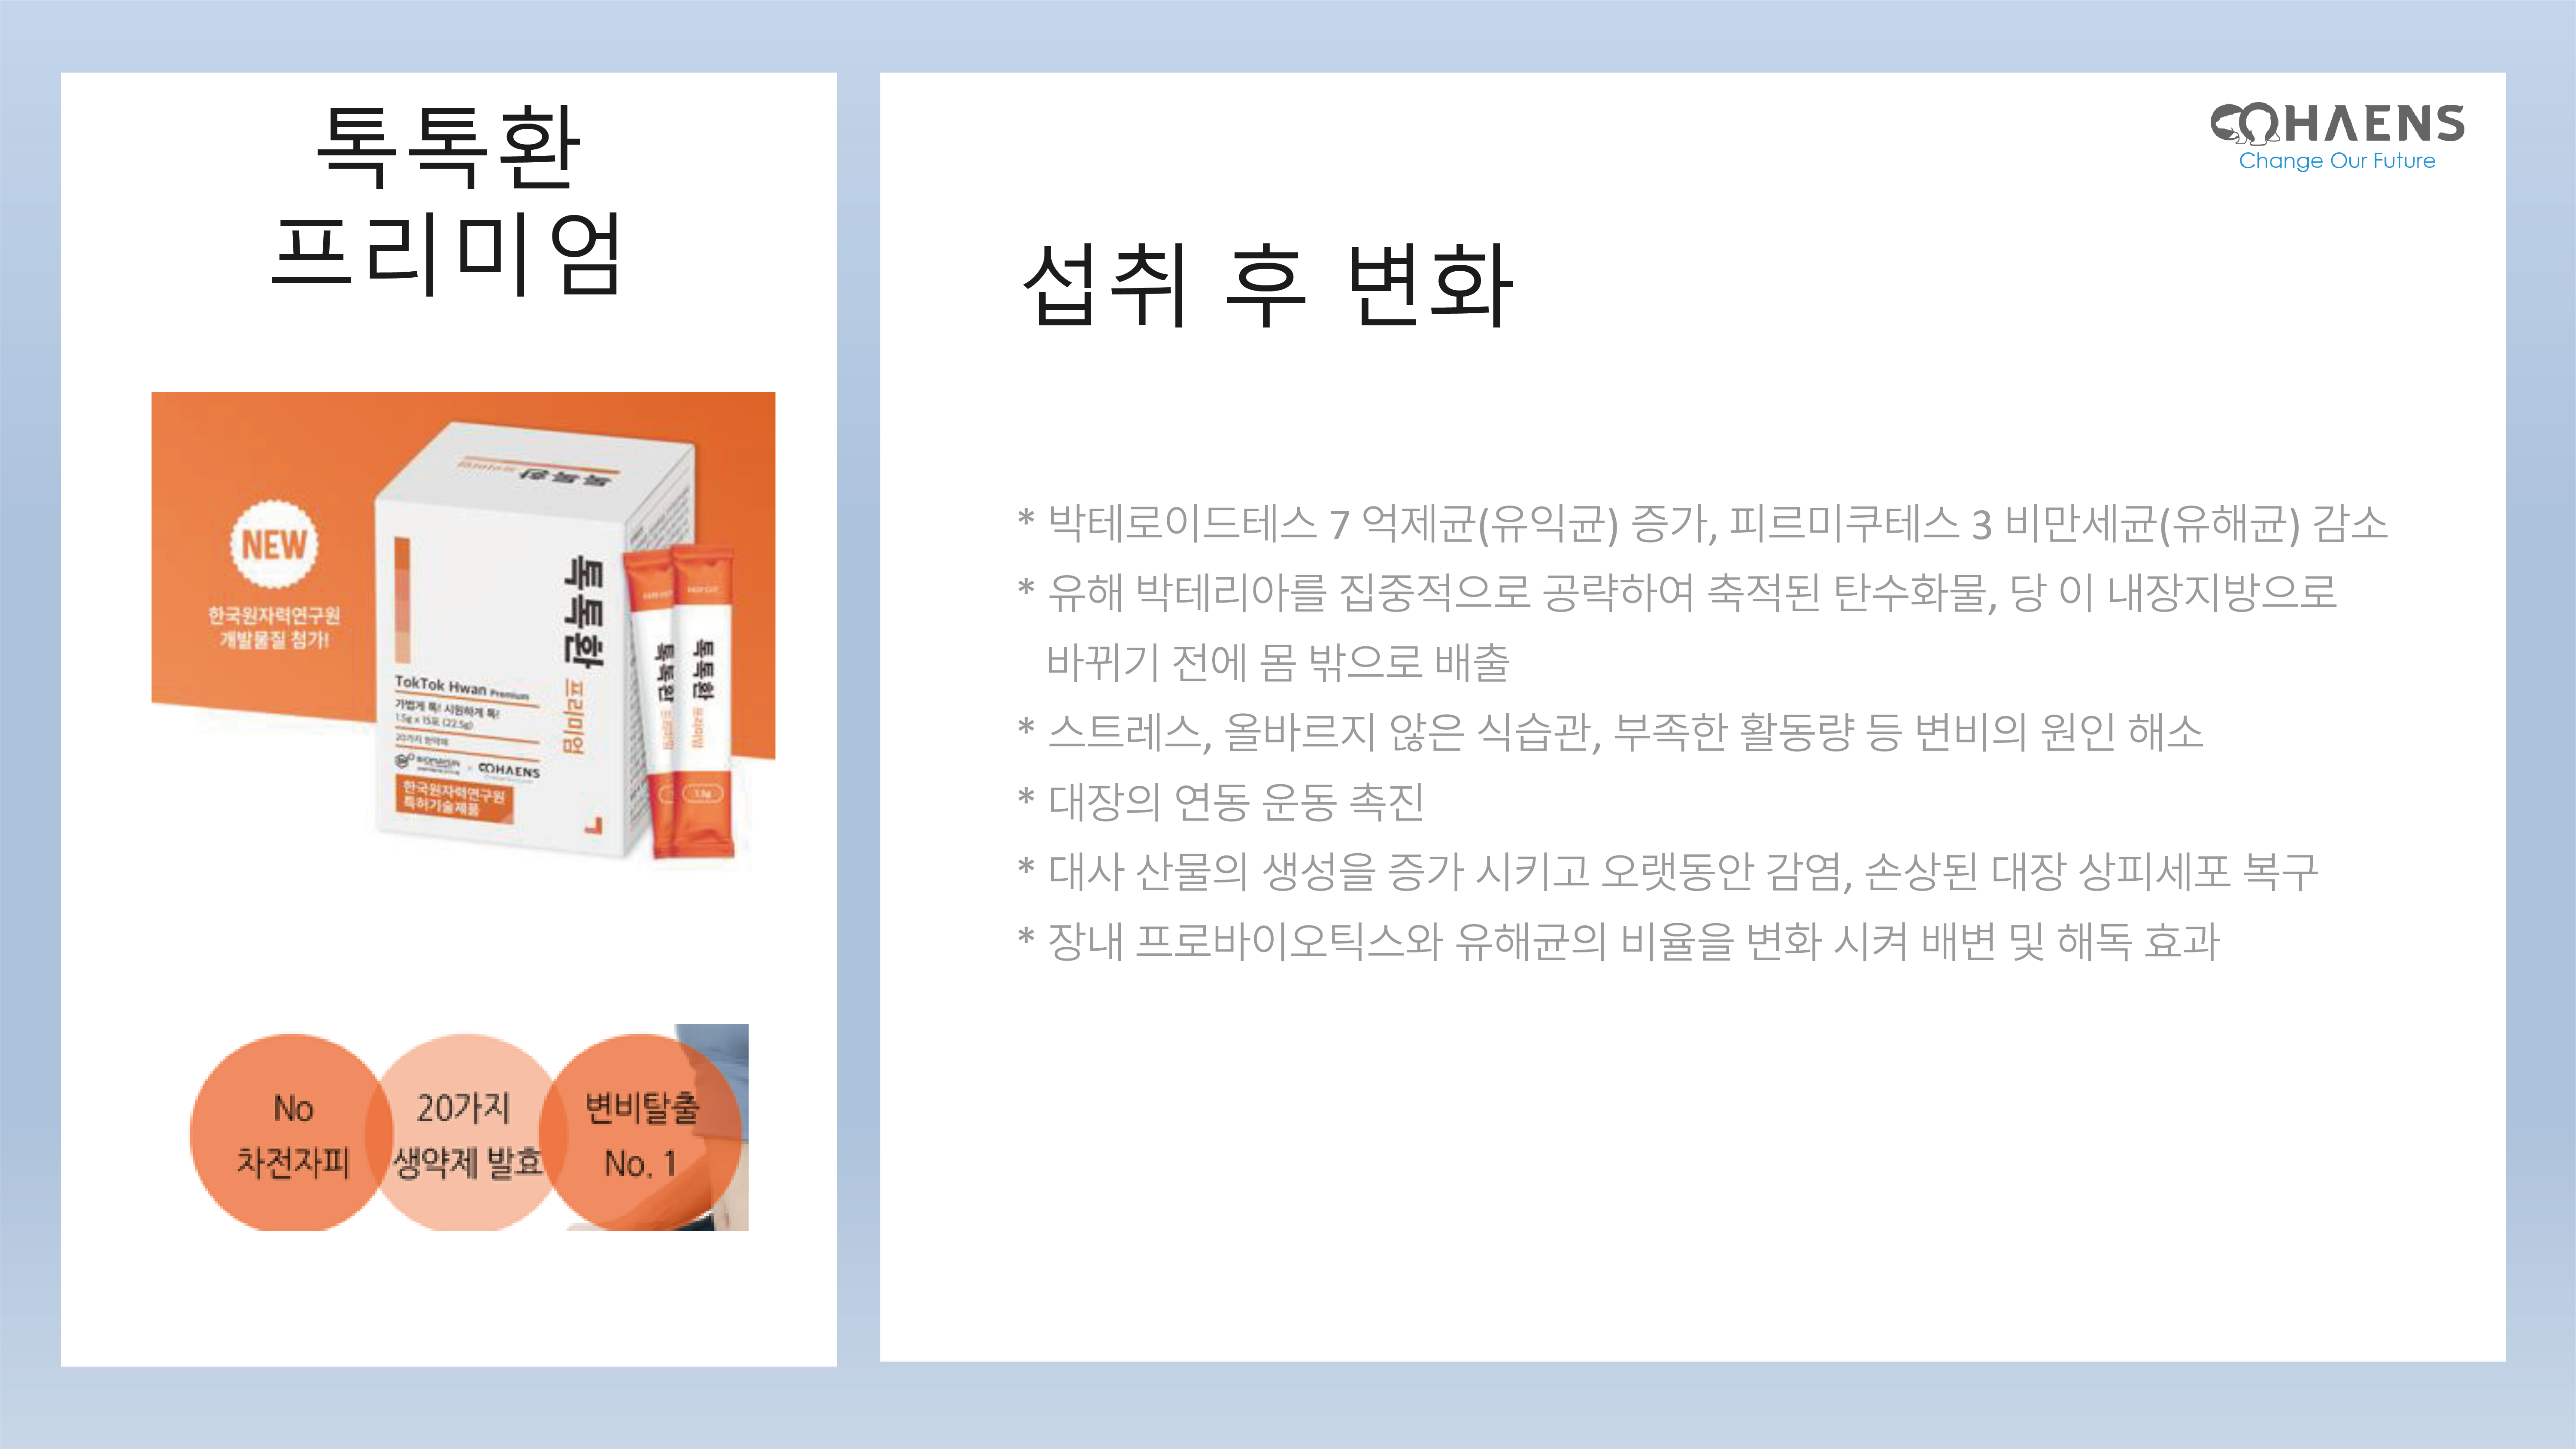 톡톡환
프리미엄
NEW
한국원자력연구원
개발물질 첨가!
톡톡환
톡톡환 프리미엄
TokTok Hwan Premium
가볍게 톡! 시원하게 톡!
1.5g x 15포 (22.5g)
20가지 한약재
COHAENS
한국원자력연구원
특허기술제품
톡톡환 프리미엄
톡톡환 프리미엄
1.5g
No
차전자피
20가지
생약제 발효
변비탈출
No. 1
COHAENS
Change Our Future
섭취 후 변화
* 박테로이드테스 7 억제균(유익균) 증가, 피르미쿠테스 3 비만세균(유해균) 감소
* 유해 박테리아를 집중적으로 공략하여 축적된 탄수화물, 당 이 내장지방으로
바뀌기 전에 몸 밖으로 배출
* 스트레스, 올바르지 않은 식습관, 부족한 활동량 등 변비의 원인 해소
* 대장의 연동 운동 촉진
* 대사 산물의 생성을 증가 시키고 오랫동안 감염, 손상된 대장 상피세포 복구
* 장내 프로바이오틱스와 유해균의 비율을 변화 시켜 배변 및 해독 효과